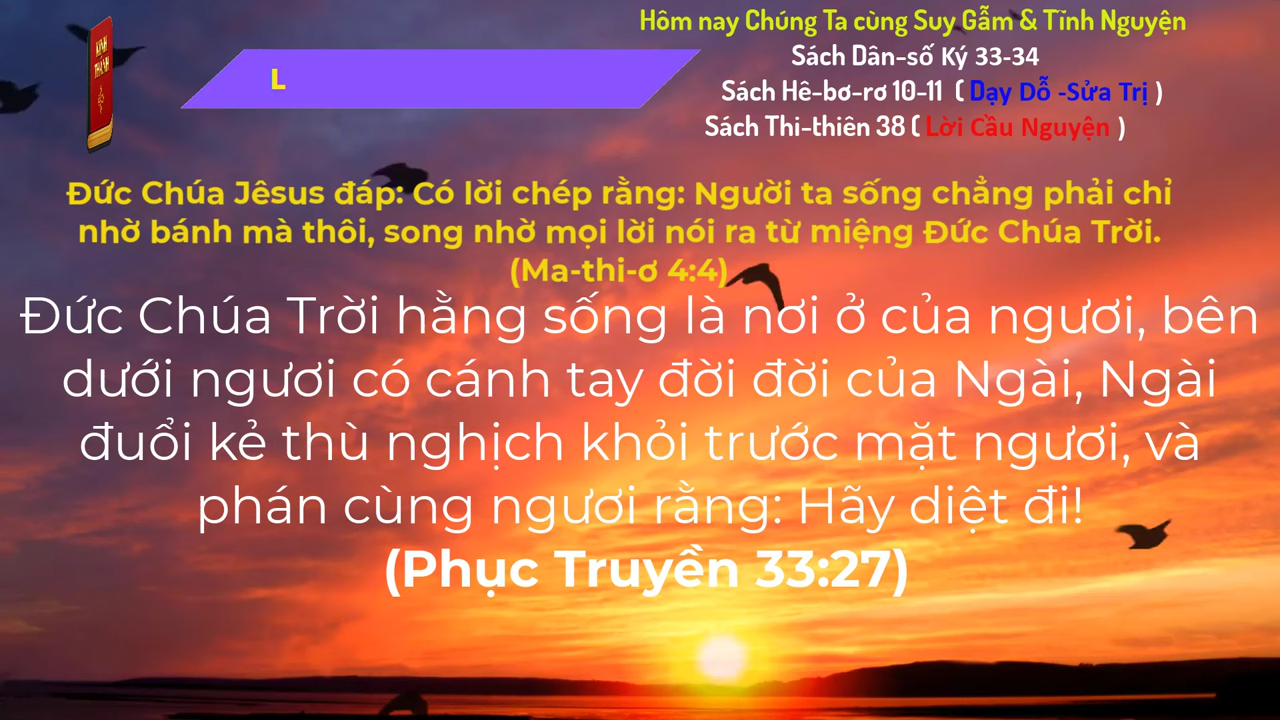 KINH
THÁNH
L
Hôm nay Chúng Ta cùng Suy Gẫm & Tĩnh Nguyện
Sách Dân-số Ký 33-34
Sách Hê-bơ-rơ 10-11 ( Dạy Dỗ -Sửa Trị )
Sách Thi-thiên 38 ( Lời Cầu Nguyện )
Đức Chúa Jêsus đáp: Có lời chép rằng: Người ta sống chẳng phải chỉ
nhờ bánh mà thôi, song nhờ mọi lời nói ra từ miệng Đức Chúa Trời.
(Ma-thi-ơ 4:4)
Đức Chúa Trời hằng sống là nơi ở của ngươi, bên
dưới ngươi có cánh tay đời đời của Ngài, Ngài
đuổi kẻ thù nghịch khỏi trước mặt ngươi, và
phán cùng ngươi rằng: Hãy diệt đi!
(Phục Truyền 33:27)